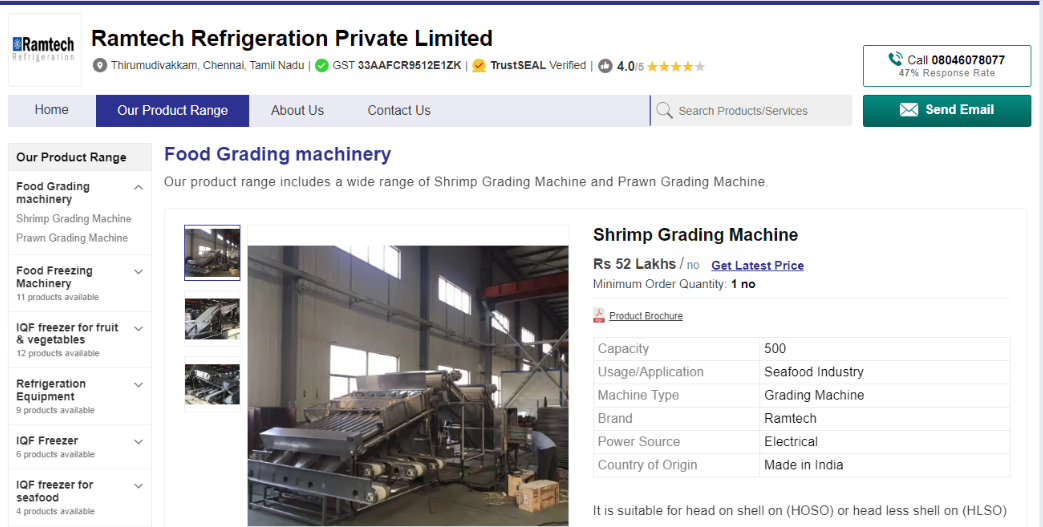 Ramtech
Refrigeration
Ramtech Refrigeration Private Limited
Thirumudivakkam, Chennai, Tamil Nadu | GST 33AAFCR9512E1ZK | TrustSEAL Verified | 4.0/5
Call 08046078077
47% Response Rate
Home
Our Product Range
About Us
Contact Us
Search Products/Services
Send Email
Our Product Range
Food Grading
machinery
Shrimp Grading Machine
Prawn Grading Machine
Food Freezing
Machinery
11 products available
IQF freezer for fruit
& vegetables
12 products available
Refrigeration
Equipment
9 products available
IQF Freezer
6 products available
IQF freezer for
seafood
4 products available
Food Grading machinery
Our product range includes a wide range of Shrimp Grading Machine and Prawn Grading Machine.
Shrimp Grading Machine
Rs 52 Lakhs / no Get Latest Price
Minimum Order Quantity: 1 no
Product Brochure
Capacity 500
Usage/Application Seafood Industry
Machine Type Grading Machine
Brand Ramtech
Power Source Electrical
Country of Origin Made in India
It is suitable for head on shell on (HOSO) or head less shell on (HLSO)